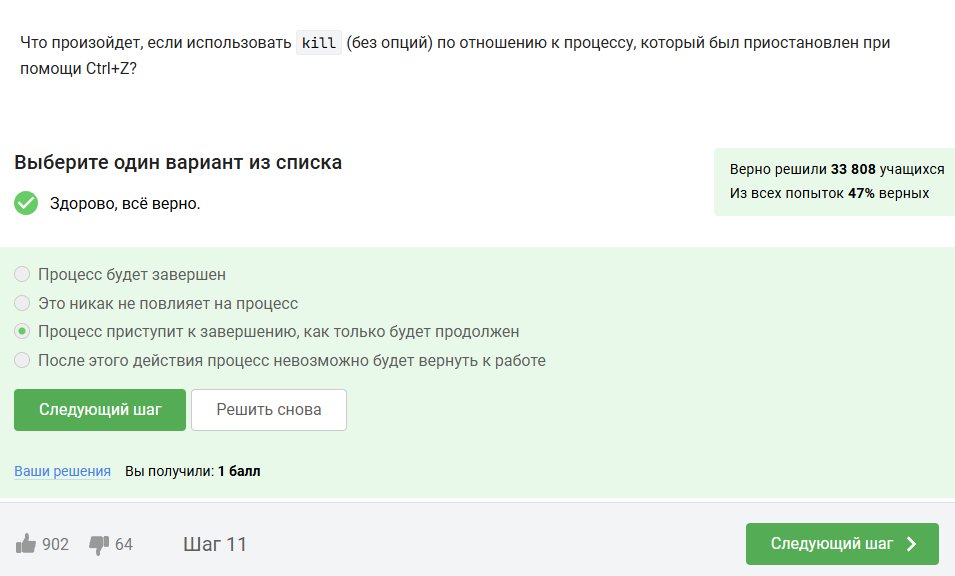 Что произойдет, если использовать kill (без опций) по отношению к процессу, который был приостановлен при
помощи Ctrl+Z?
Выберите один вариант из списка
Здорово, всё верно.
Верно решили 33 808 учащихся
Из всех попыток 47% верных
Процесс будет завершен
Это никак не повлияет на процесс
Процесс приступит к завершению, как только будет продолжен
После этого действия процесс невозможно будет вернуть к работе
Следующий шаг
Решить снова
Ваши решения Вы получили: 1 балл
902 64 Шаг 11 Следующий шаг